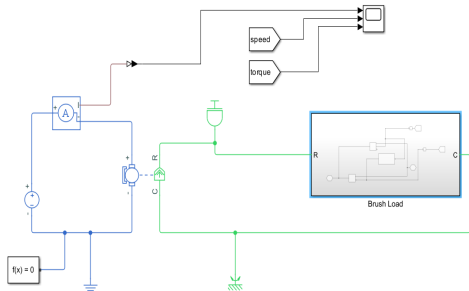 speed
torque
A
+
-
I
+
-
+
-
R
C
R
C
Brush Load
f(x) = 0